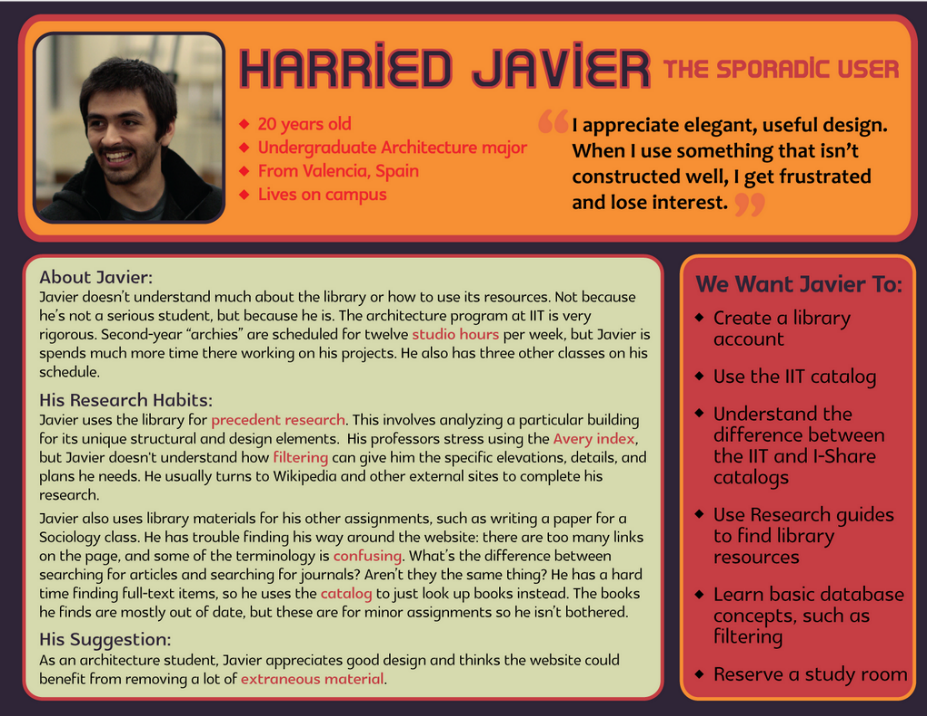 HARRiED JAViER THE SPORADiC USER
◆ 20 years old
◆ Undergraduate Architecture major
◆ From Valencia, Spain
◆ Lives on campus
“I appreciate elegant, useful design.
When I use something that isn’t
constructed well, I get frustrated
and lose interest.”
About Javier:
Javier doesn’t understand much about the library or how to use its resources. Not because
he’s not a serious student, but because he is. The architecture program at IIT is very
rigorous. Second-year “archies” are scheduled for twelve studio hours per week, but Javier is
spends much more time there working on his projects. He also has three other classes on his
schedule.
His Research Habits:
Javier uses the library for precedent research. This involves analyzing a particular building
for its unique structural and design elements. His professors stress using the Avery index,
but Javier doesn’t understand how filtering can give him the specific elevations, details, and
plans he needs. He usually turns to Wikipedia and other external sites to complete his
research.
Javier also uses library materials for his other assignments, such as writing a paper for a
Sociology class. He has trouble finding his way around the website: there are too many links
on the page, and some of the terminology is confusing. What’s the difference between
searching for articles and searching for journals? Aren’t they the same thing? He has a hard
time finding full-text items, so he uses the catalog to just look up books instead. The books
he finds are mostly out of date, but these are for minor assignments so he isn’t bothered.
His Suggestion:
As an architecture student, Javier appreciates good design and thinks the website could
benefit from removing a lot of extraneous material.
We Want Javier To:
◆ Create a library
account
◆ Use the IIT catalog
◆ Understand the
difference between
the IIT and I-Share
catalogs
◆ Use Research guides
to find library
resources
◆ Learn basic database
concepts, such as
filtering
◆ Reserve a study room